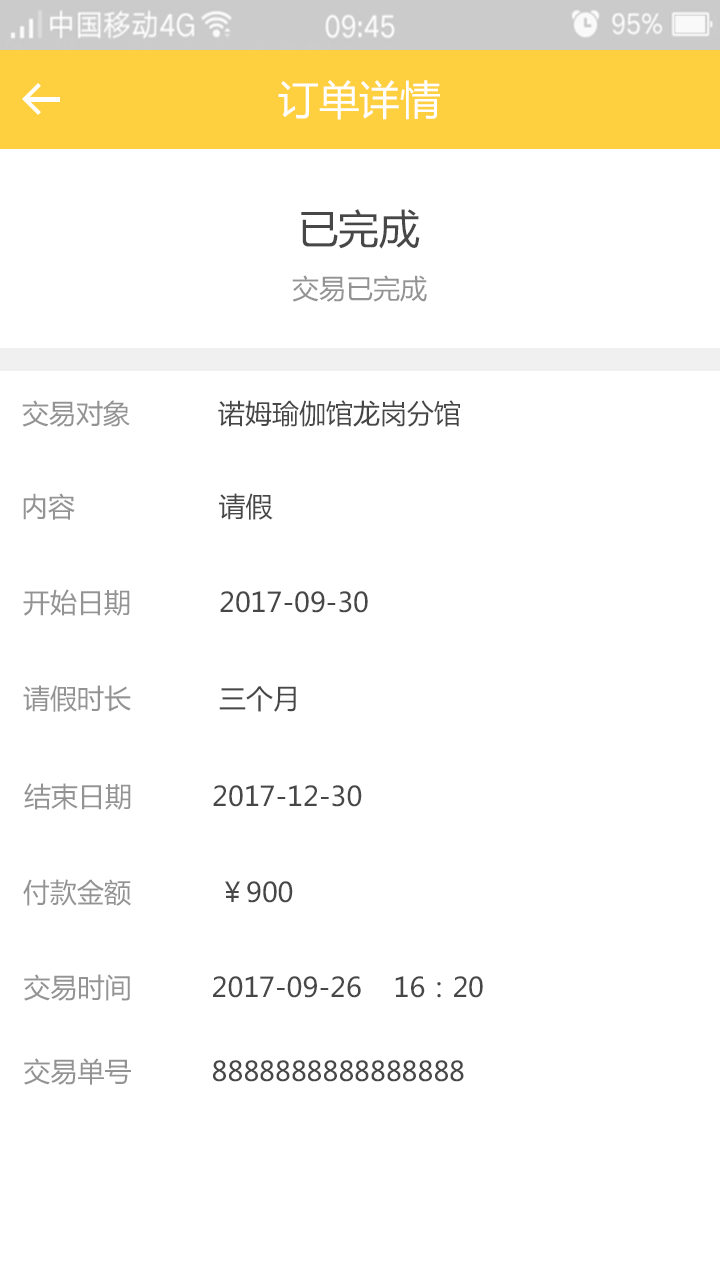 中国移动4G 09:45 95%
订单详情
已完成
交易已完成
交易对象 诺姆瑜伽馆龙岗分馆
内容 请假
开始日期 2017-09-30
请假时长 三个月
结束日期 2017-12-30
付款金额 ￥900
交易时间 2017-09-26 16：20
交易单号 8888888888888888